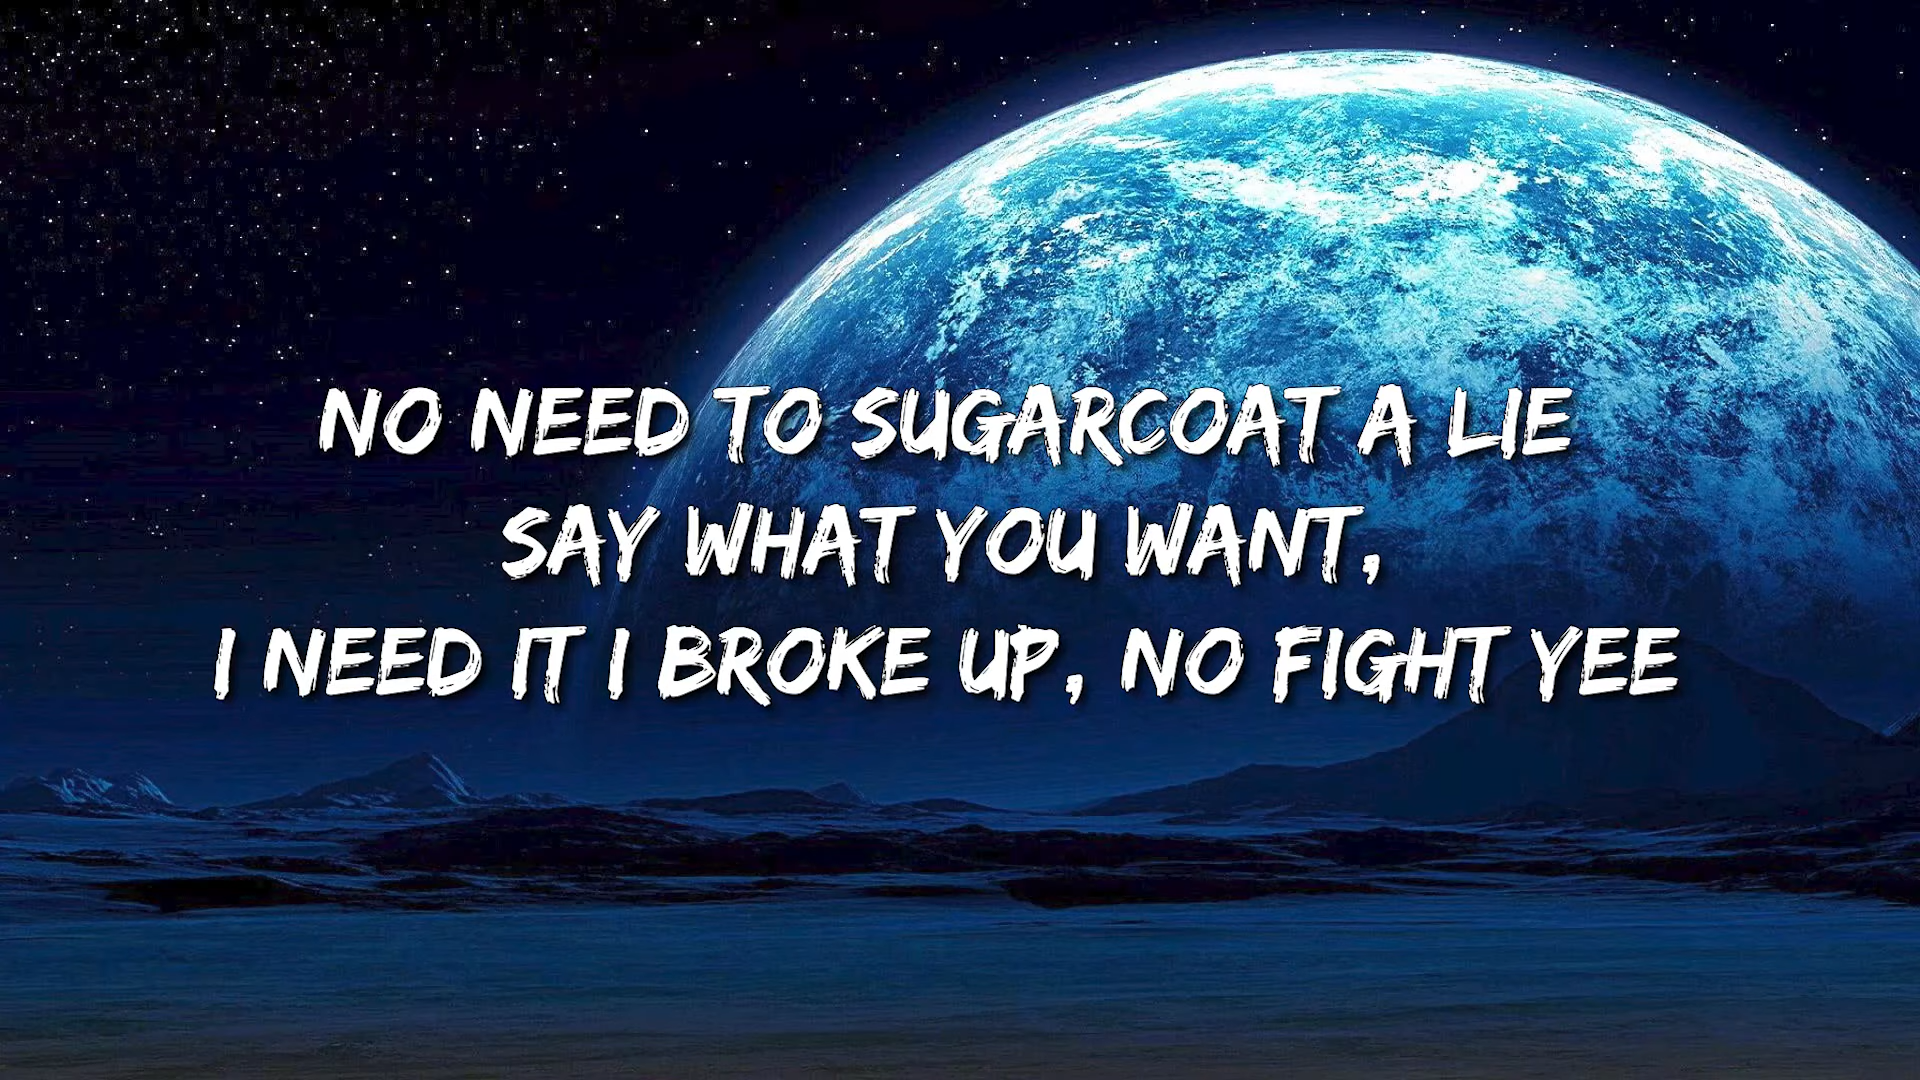 NO NEED TO SUGARCOAT A LIE
SAY WHAT YOU WANT,
I NEED IT I BROKE UP, NO FIGHT YEE